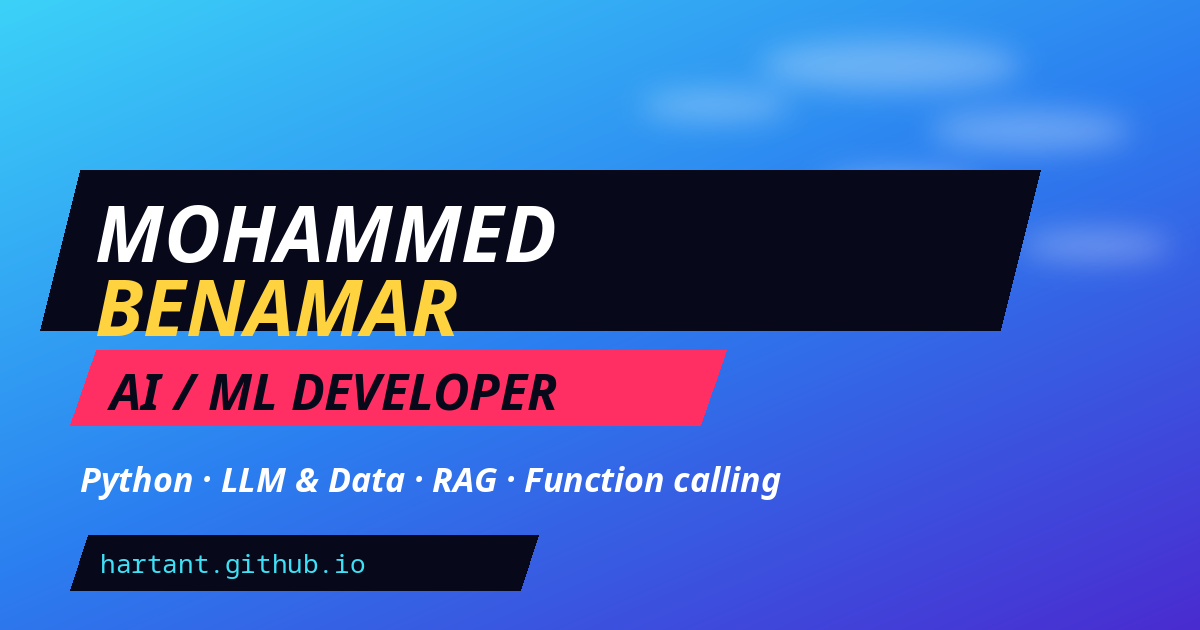 MOHAMMED
BENAMAR
AI / ML DEVELOPER
Python · LLM & Data · RAG · Function calling
hartant.github.io